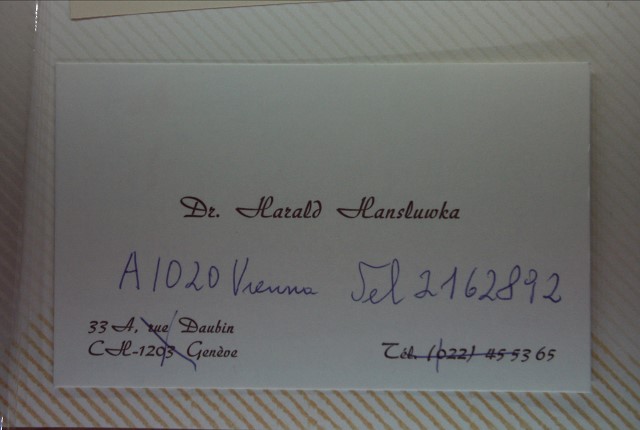 Dr. Harald Hansluwka
A1020 Vienna Tel 2162892
33 A, rue Daubin
CH-1203 Genève
Tél. (022) 45 53 65